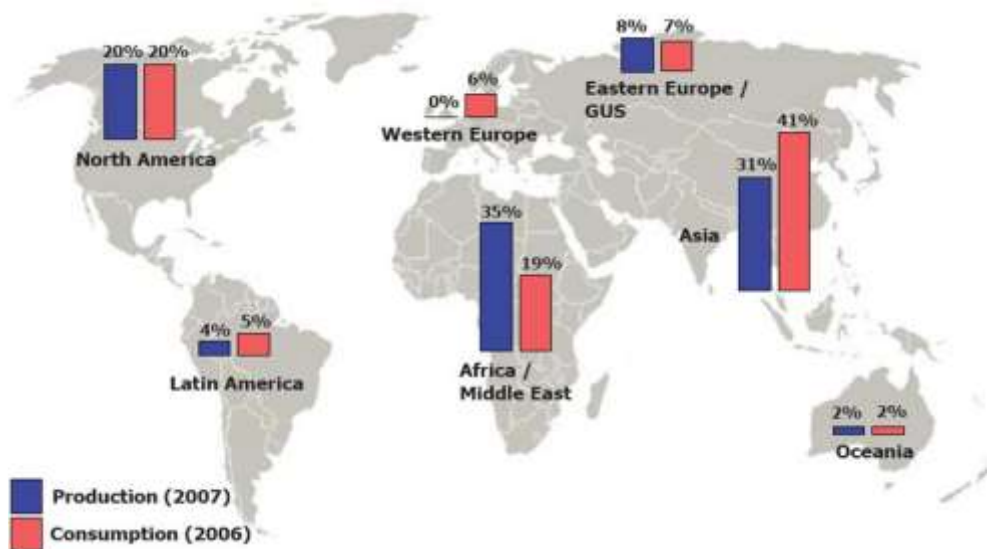 20% 20%
North America
0% 6%
Western Europe
8% 7%
Eastern Europe /
GUS
41%
31%
Asia
35%
19%
Africa /
Middle East
4% 5%
Latin America
2% 2%
Oceania
Production (2007)
Consumption (2006)